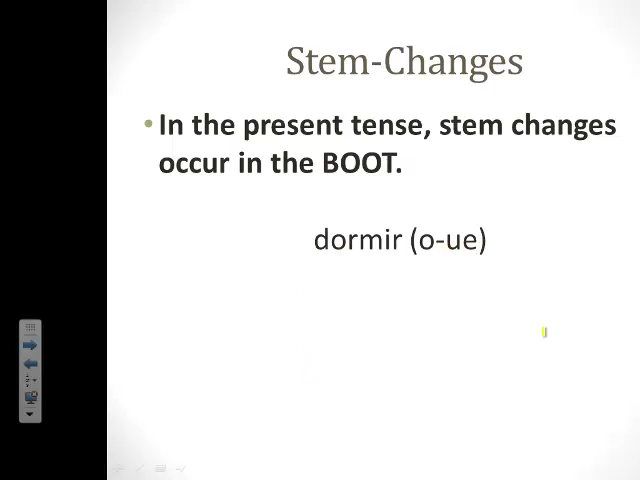 Stem-Changes
• In the present tense, stem changes
occur in the BOOT.
dormir (o-ue)